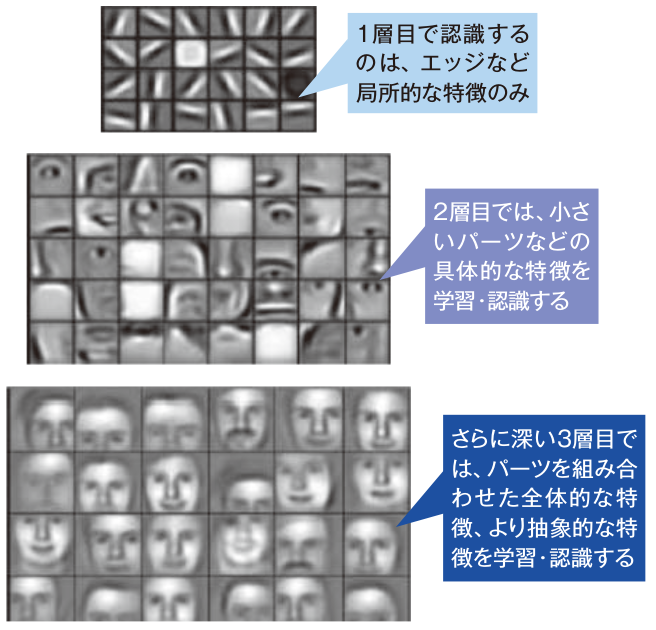 1層目で認識する
のは、エッジなど
局所的な特徴のみ
2層目では、小さ
いパーツなどの
具体的な特徴を
学習・認識する
さらに深い3層目で
は、パーツを組み合
わせた全体的な特
徴、より抽象的な特
徴を学習・認識する